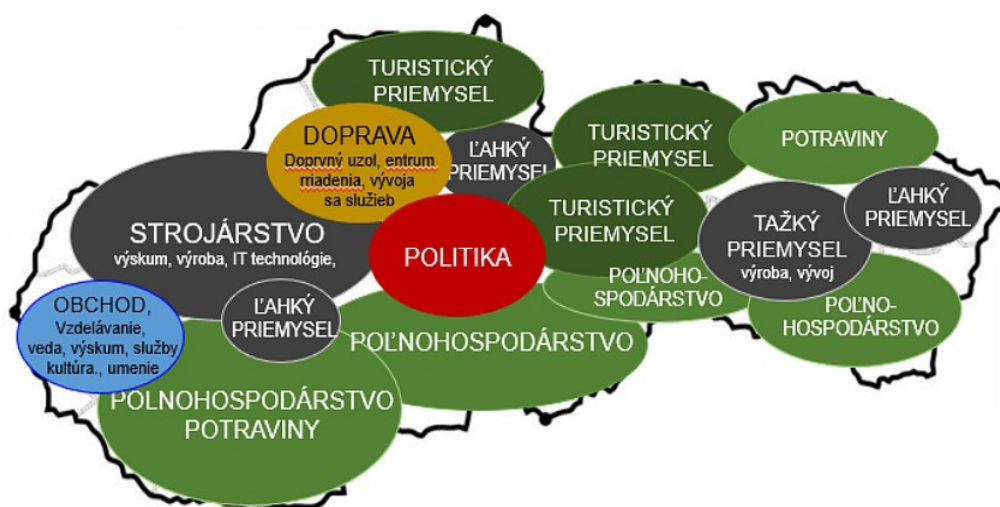 TURISTICKÝ
PRIEMYSEL
DOPRAVA
Doprvný uzol, entrum
rriadenia, vývoja
sa služieb
ĽAHKÝ
PRIEMYSEL
TURISTICKÝ
PRIEMYSEL
POTRAVINY
STROJÁRSTVO
výskum, výroba, IT technológie,
POLITIKA
TURISTICKÝ
PRIEMYSEL
TAŽKÝ
PRIEMYSEL
výroba, vývoj
ĽAHKÝ
PRIEMYSEL
OBCHOD,
Vzdelávanie,
veda, výskum, služby
kultúra., umenie
ĽAHKÝ
PRIEMYSEL
POĽNOHO-
SPODÁRSTVO
POĽNO-
HOSPODÁRSTVO
POĽNOHOSPODÁRSTVO
POĽNOHOSPODÁRSTVO
POTRAVINY